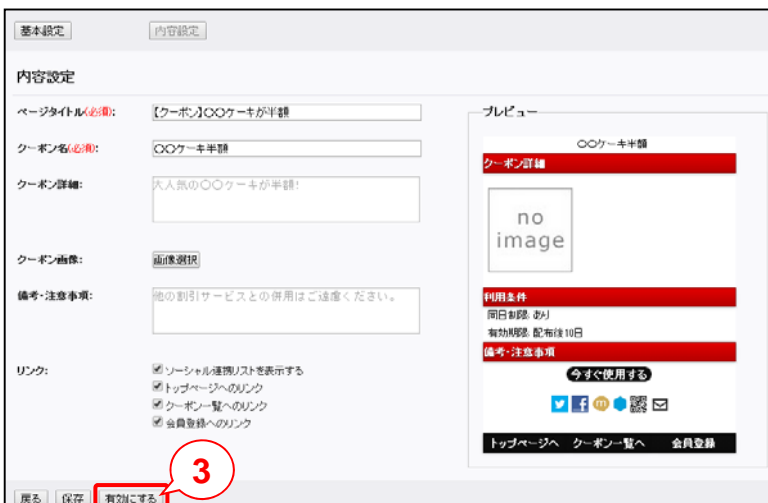 基本設定 内容設定
内容設定
ページタイトル(必須): 【クーポン】〇〇ケーキが半額
クーポン名(必須): 〇〇ケーキ半額
クーポン詳細: 大人気の〇〇ケーキが半額!
クーポン画像: 画像選択
備考・注意事項: 他の割引サービスとの併用はご遠慮ください。
リンク: ソーシャル連携リストを表示する
トップページへのリンク
クーポン一覧へのリンク
会員登録へのリンク
プレビュー
〇〇ケーキ半額
クーポン詳細
no
image
利用条件
同日制限: あり
有効期限: 配布後10日
備考・注意事項
今すぐ使用する
トップページへ クーポン一覧へ 会員登録
3
戻る 保存 有効にする